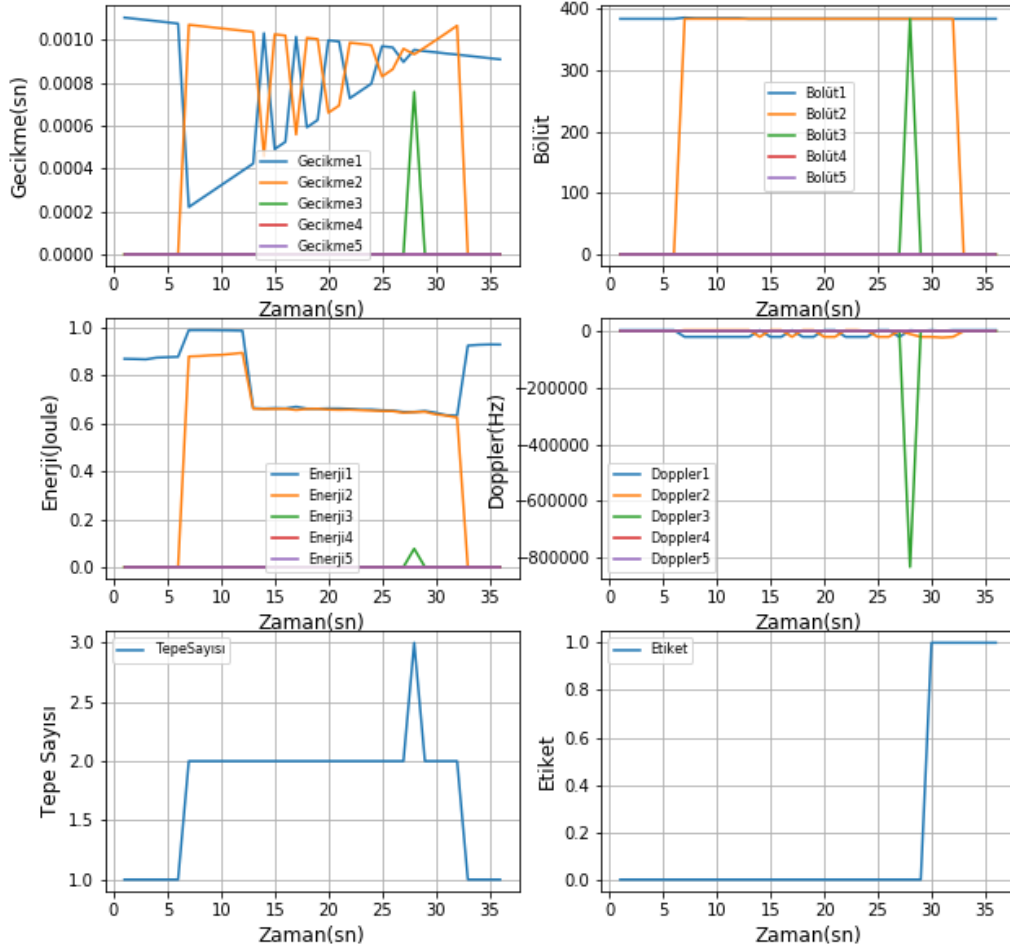 Gecikme(sn)
0.0010
0.0008
0.0006
0.0004
0.0002
0.0000
Gecikme1
Gecikme2
Gecikme3
Gecikme4
Gecikme5
0 5 10 15 20 25 30 35
Zaman(sn)
Bölüt
400
300
200
100
0
Bolüt1
Bolüt2
Bolüt3
Bolüt4
Bolüt5
0 5 10 15 20 25 30 35
Zaman(sn)
Enerji(Joule)
1.0
0.8
0.6
0.4
0.2
0.0
Enerji1
Enerji2
Enerji3
Enerji4
Enerji5
0 5 10 15 20 25 30 35
Zaman(sn)
Doppler(Hz)
0
−200000
−400000
−600000
−800000
Doppler1
Doppler2
Doppler3
Doppler4
Doppler5
0 5 10 15 20 25 30 35
Zaman(sn)
Tepe Sayısı
3.0
2.5
2.0
1.5
1.0
TepeSayısı
0 5 10 15 20 25 30 35
Zaman(sn)
Etiket
1.0
0.8
0.6
0.4
0.2
0.0
Etiket
0 5 10 15 20 25 30 35
Zaman(sn)